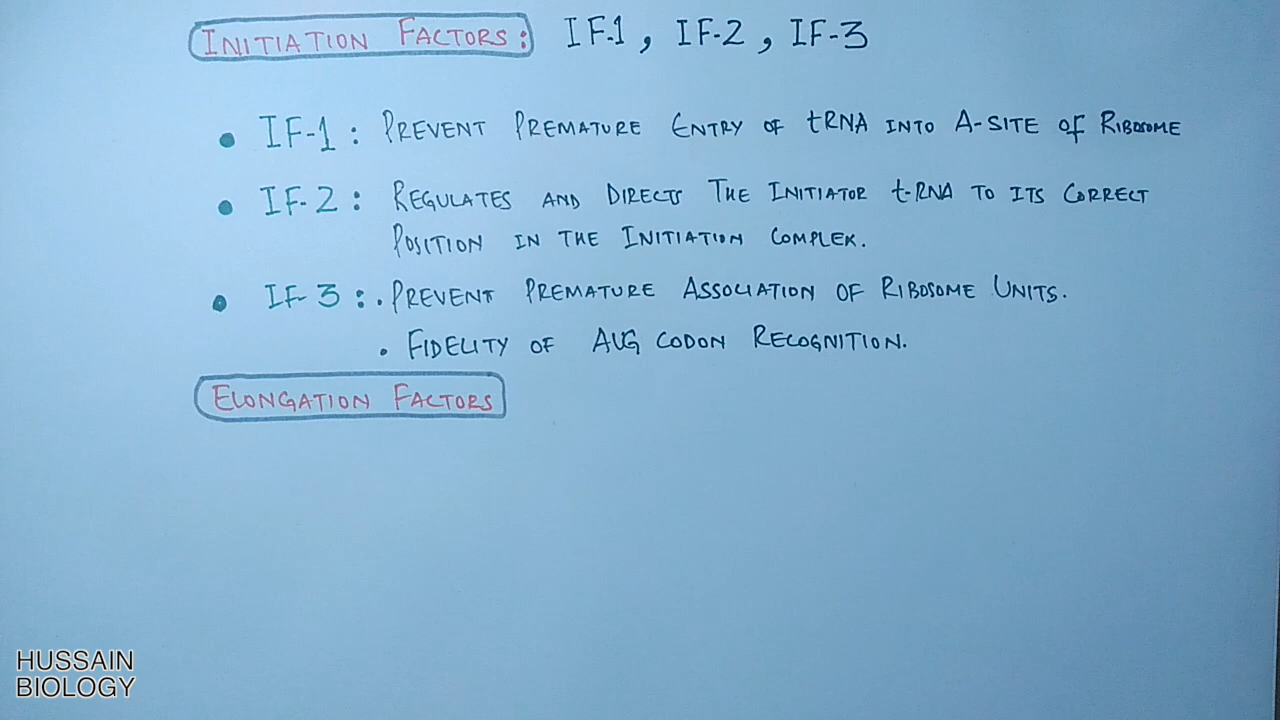 INITIATION FACTORS: IF-1, IF-2, IF-3
• IF-1: PREVENT PREMATURE ENTRY OF tRNA INTO A-SITE OF RIBOSOME
• IF-2: REGULATES AND DIRECTS THE INITIATOR t-RNA TO ITS CORRECT
POSITION IN THE INITIATION COMPLEX.
• IF-3: . PREVENT PREMATURE ASSOCIATION OF RIBOSOME UNITS.
. FIDELITY OF AUG CODON RECOGNITION.
ELONGATION FACTORS
HUSSAIN
BIOLOGY